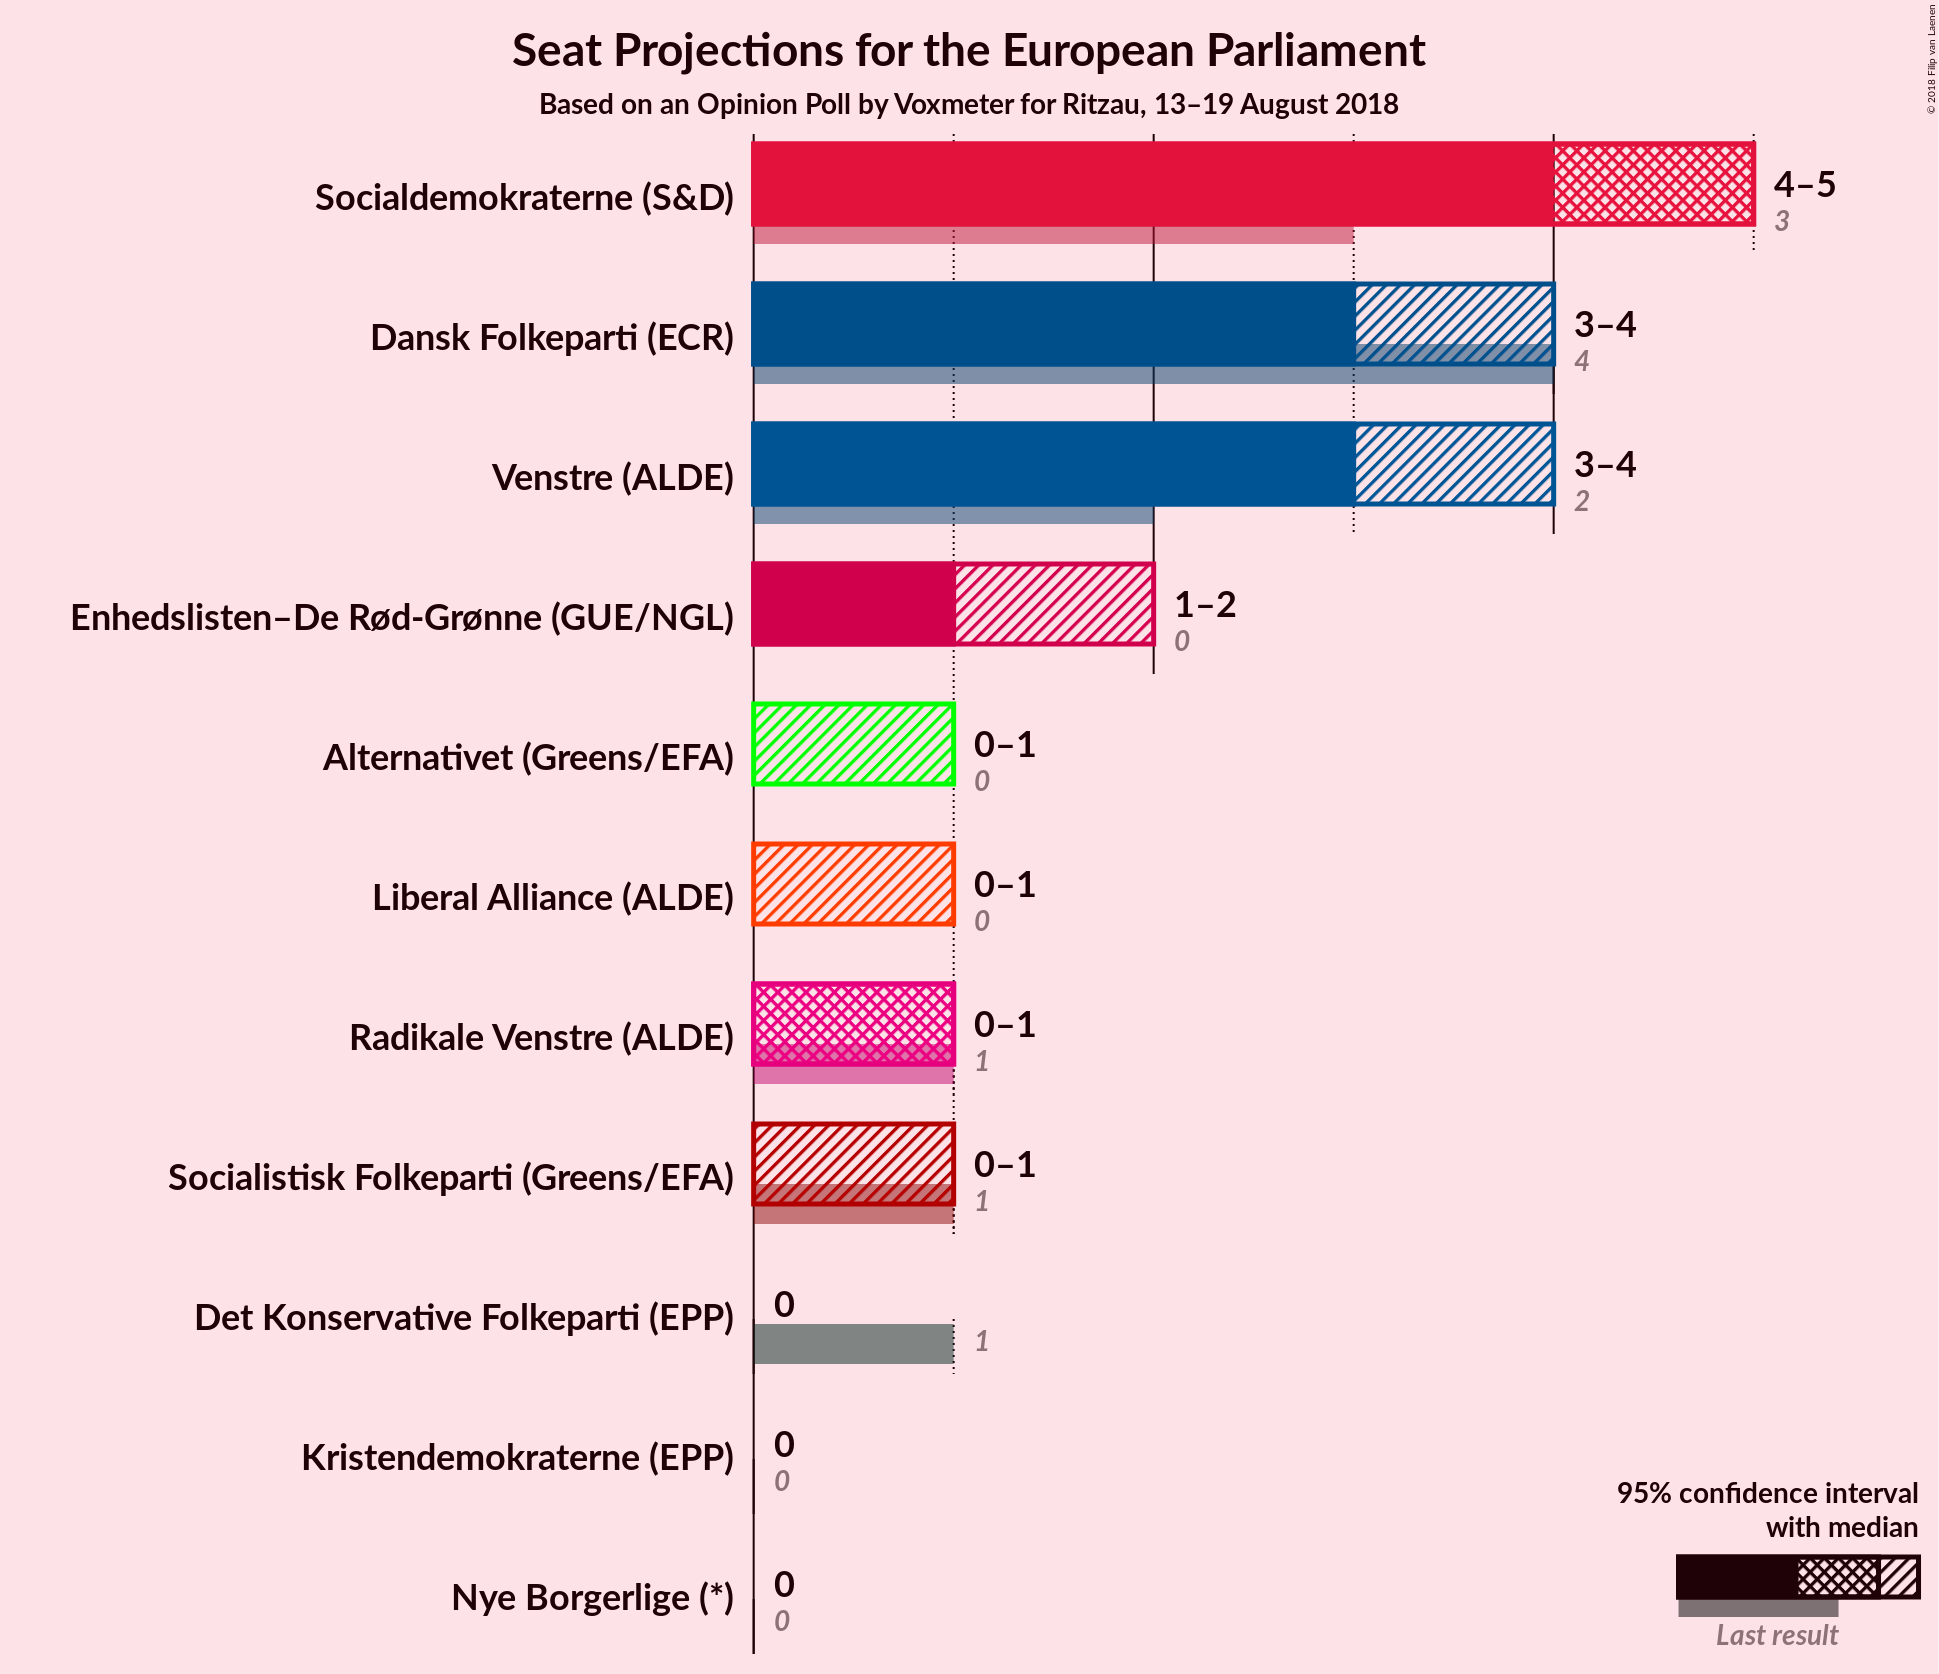 Seat Projections for the European Parliament
Based on an Opinion Poll by Voxmeter for Ritzau, 13–19 August 2018
© 2018 Filip van Laenen
Socialdemokraterne (S&D)
4–5
3
Dansk Folkeparti (ECR)
3–4
4
Venstre (ALDE)
3–4
2
Enhedslisten–De Rød-Grønne (GUE/NGL)
1–2
0
Alternativet (Greens/EFA)
0–1
0
Liberal Alliance (ALDE)
0–1
0
Radikale Venstre (ALDE)
0–1
1
Socialistisk Folkeparti (Greens/EFA)
0–1
1
Det Konservative Folkeparti (EPP)
0
1
Kristendemokraterne (EPP)
0
0
Nye Borgerlige (*)
0
0
95% confidence interval
with median
Last result